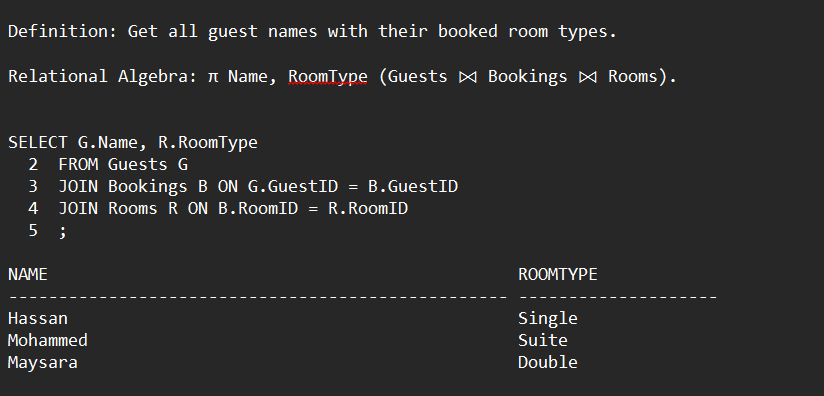 Definition: Get all guest names with their booked room types.
Relational Algebra: π Name, RoomType (Guests ⋈ Bookings ⋈ Rooms).
SELECT G.Name, R.RoomType
  2  FROM Guests G
  3  JOIN Bookings B ON G.GuestID = B.GuestID
  4  JOIN Rooms R ON B.RoomID = R.RoomID
  5  ;
NAME                                               ROOMTYPE
-------------------------------------------------- --------------------
Hassan                                             Single
Mohammed                                           Suite
Maysara                                            Double